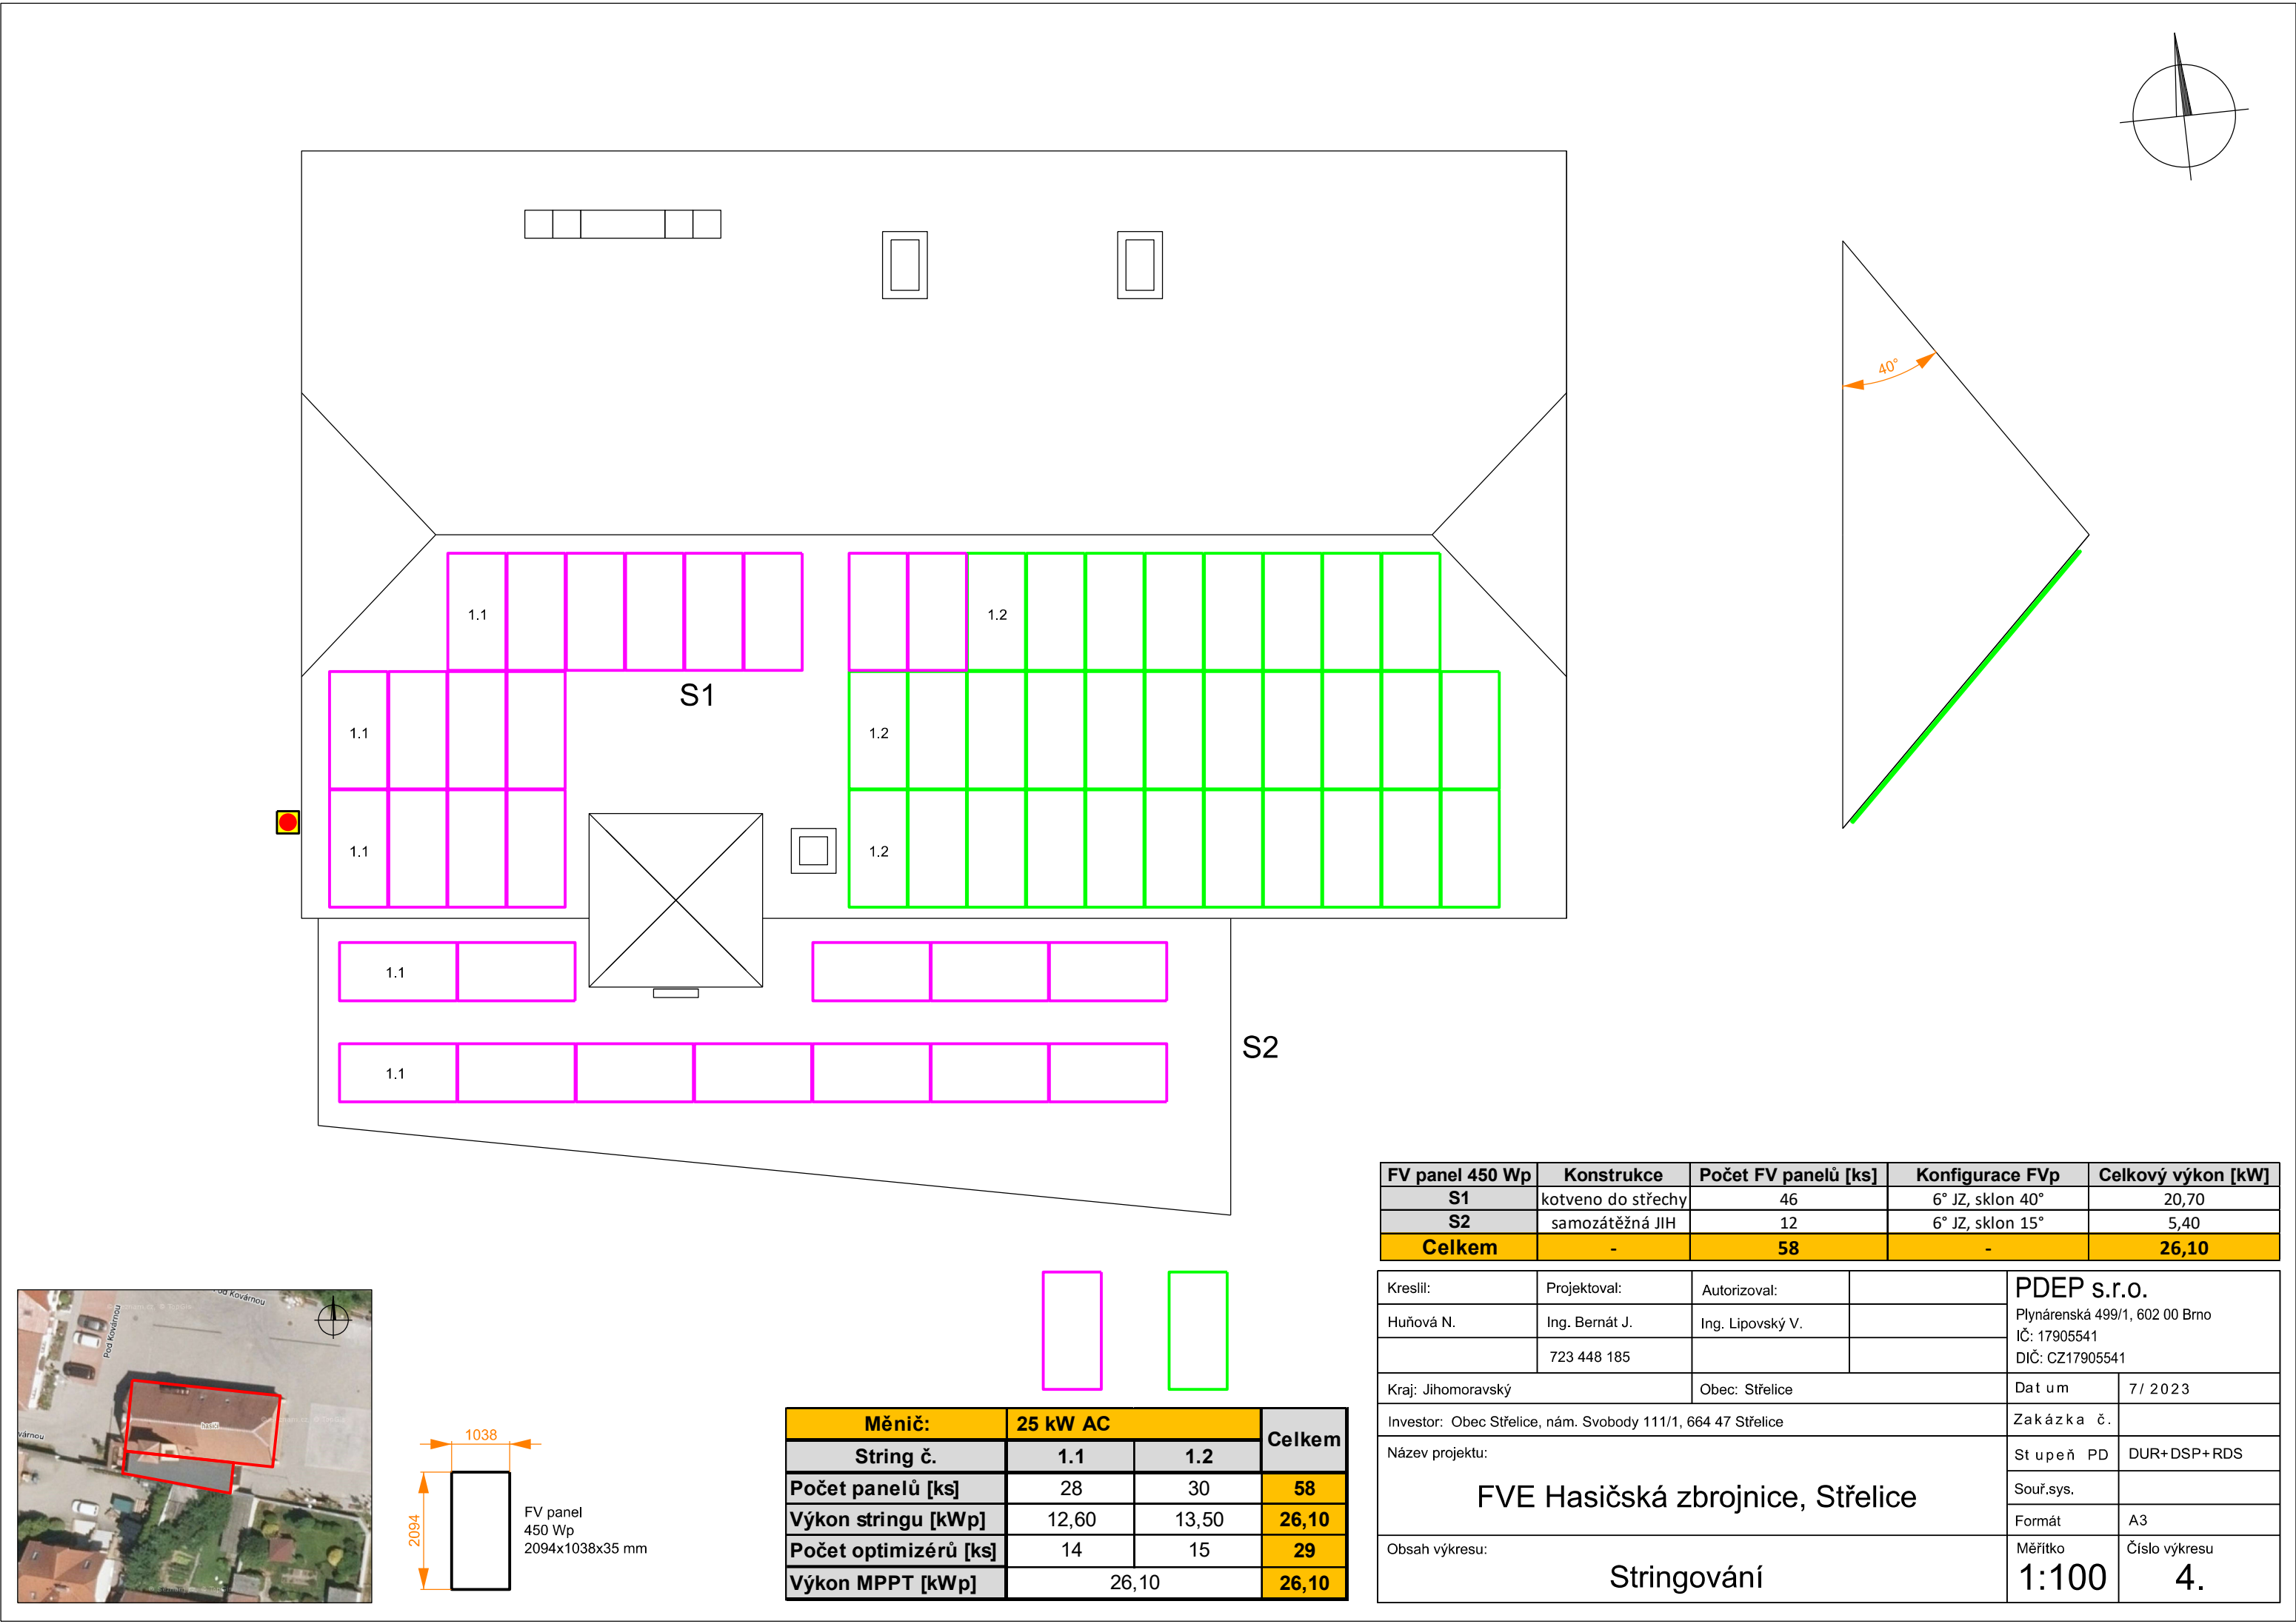 40°
1.1
1.2
S1
1.1
1.2
1.1
1.2
1.1
S2
1.1
FV panel 450 Wp Konstrukce Počet FV panelů [ks] Konfigurace FVp Celkový výkon [kW]
S1 kotveno do střechy 46 6° JZ, sklon 40° 20,70
S2 samozátěžná JIH 12 6° JZ, sklon 15° 5,40
Celkem - 58 - 26,10
Kreslil: Projektoval: Autorizoval:
Huňová N. Ing. Bernát J. Ing. Lipovský V.
723 448 185
PDEP s.r.o.
Plynárenská 499/1, 602 00 Brno
IČ: 17905541
DIČ: CZ17905541
Kraj: Jihomoravský Obec: Střelice
Datum 7/2023
Investor: Obec Střelice, nám. Svobody 111/1, 664 47 Střelice
Zakázka č.
Název projektu:
FVE Hasičská zbrojnice, Střelice
Stupeň PD DUR+DSP+RDS
Souř.sys.
Formát A3
Obsah výkresu:
Stringování
Měřítko
1:100
Číslo výkresu
4.
Měnič: 25 kW AC Celkem
String č. 1.1 1.2
Počet panelů [ks] 28 30 58
Výkon stringu [kWp] 12,60 13,50 26,10
Počet optimizérů [ks] 14 15 29
Výkon MPPT [kWp] 26,10 26,10
1038
2094
FV panel
450 Wp
2094x1038x35 mm
Pod Kovárnou
Pod Kovárnou
hasiči
várnou